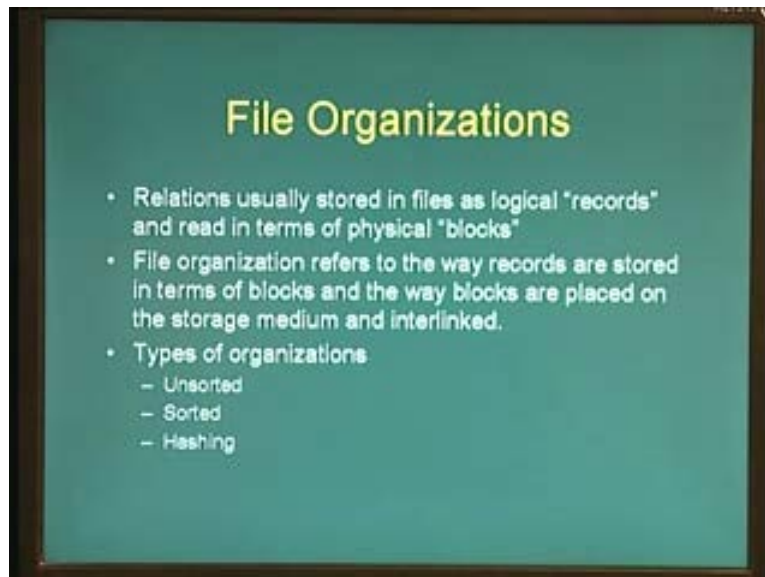 File Organizations
• Relations usually stored in files as logical "records"
and read in terms of physical "blocks"
• File organization refers to the way records are stored
in terms of blocks and the way blocks are placed on
the storage medium and interlinked.
• Types of organizations
– Unsorted
– Sorted
– Hashing